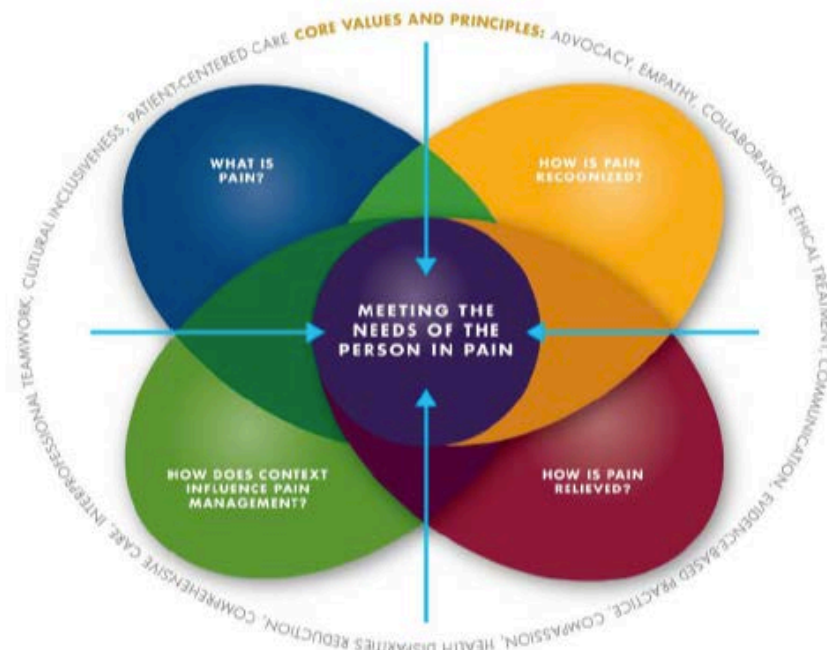 CORE VALUES AND PRINCIPLES: ADVOCACY, EMPATHY, COLLABORATION, ETHICAL TREATMENT, COMMUNICATION, EVIDENCE-BASED PRACTICE, COMPASSION, HEALTH DISPARITIES REDUCTION, COMPREHENSIVE CARE, INTERPROFESSIONAL TEAMWORK, CULTURAL INCLUSIVENESS, PATIENT-CENTERED CARE
WHAT IS
PAIN?
HOW IS PAIN
RECOGNIZED?
MEETING THE
NEEDS OF THE
PERSON IN PAIN
HOW DOES CONTEXT
INFLUENCE PAIN
MANAGEMENT?
HOW IS PAIN
RELIEVED?